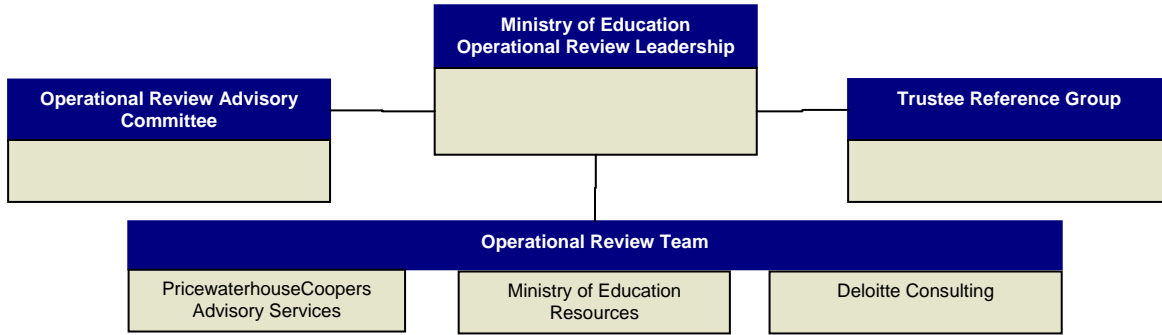 Ministry of Education
Operational Review Leadership
Operational Review Advisory
Committee
Trustee Reference Group
Operational Review Team
PricewaterhouseCoopers
Advisory Services
Ministry of Education
Resources
Deloitte Consulting